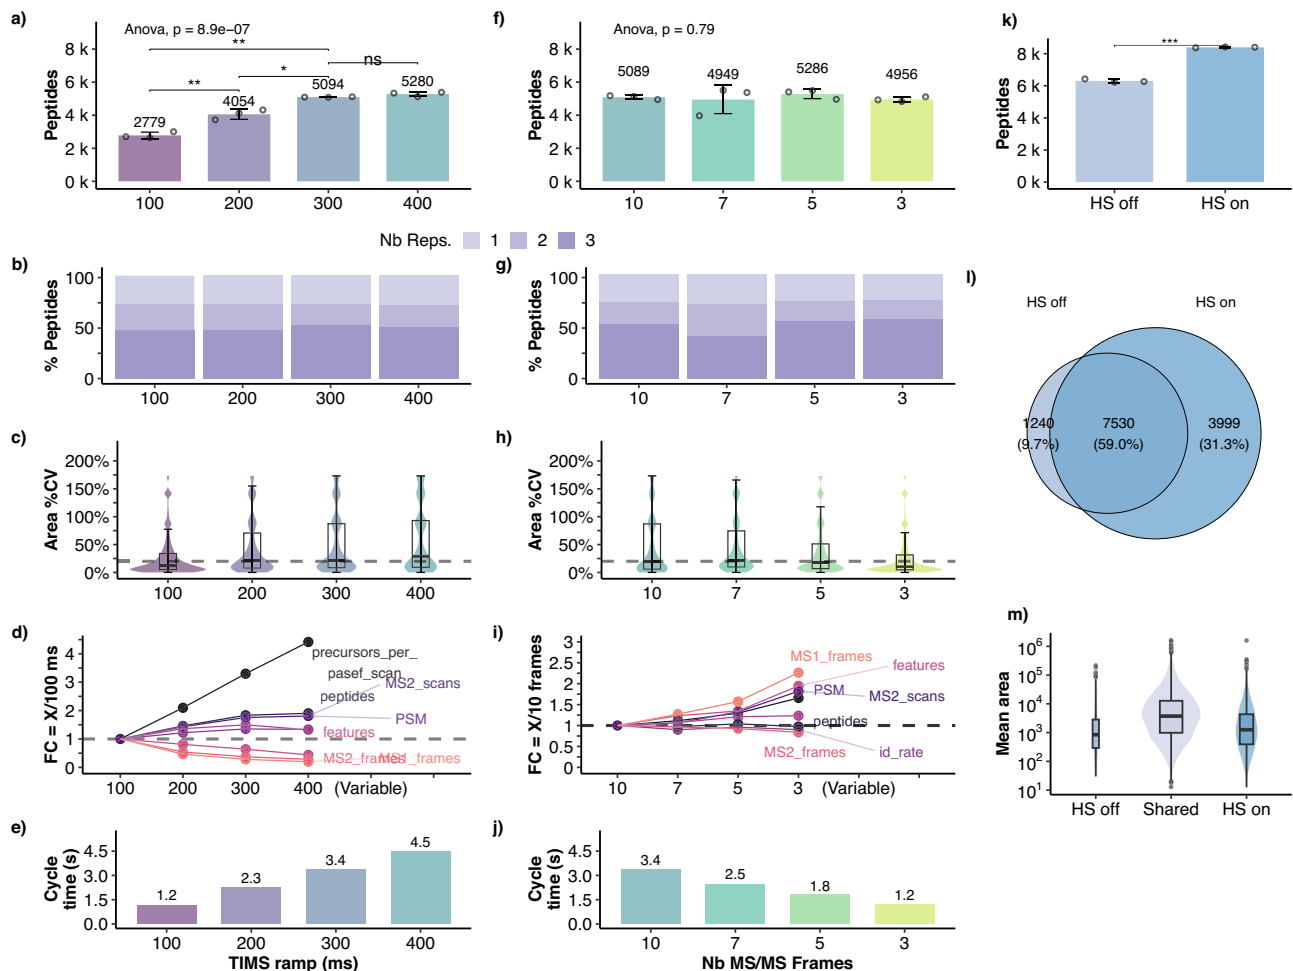 a)
Anova, p = 8.9e−07
**
**
*
ns
2779
4054
5094
5280
Peptides
8 k
6 k
4 k
2 k
0 k
100
200
300
400
f)
Anova, p = 0.79
5089
4949
5286
4956
Peptides
8 k
6 k
4 k
2 k
0 k
10
7
5
3
k)
***
Peptides
8 k
6 k
4 k
2 k
0 k
HS off
HS on
Nb Reps.
1
2
3
b)
% Peptides
100
50
0
100
200
300
400
g)
% Peptides
100
50
0
10
7
5
3
l)
HS off
HS on
1240
(9.7%)
7530
(59.0%)
3999
(31.3%)
c)
Area %CV
200%
150%
100%
50%
0%
100
200
300
400
h)
Area %CV
200%
150%
100%
50%
0%
10
7
5
3
d)
FC = X/100 ms
4
3
2
1
0
precursors_per_
pasef_scan
MS2_scans
peptides
PSM
features
MS2_frames
MS1_frames
100
200
300
400
(Variable)
i)
FC = X/10 frames
3
2.5
2
1.5
1
0.5
0
MS1_frames
features
PSM
MS2_scans
peptides
MS2_frames
id_rate
10
7
5
3
(Variable)
m)
Mean area
10⁶
10⁵
10⁴
10³
10²
10¹
HS off
Shared
HS on
e)
Cycle
time (s)
4.5
3.0
1.5
0.0
1.2
2.3
3.4
4.5
100
200
300
400
TIMS ramp (ms)
j)
Cycle
time (s)
4.5
3.0
1.5
0.0
3.4
2.5
1.8
1.2
10
7
5
3
Nb MS/MS Frames